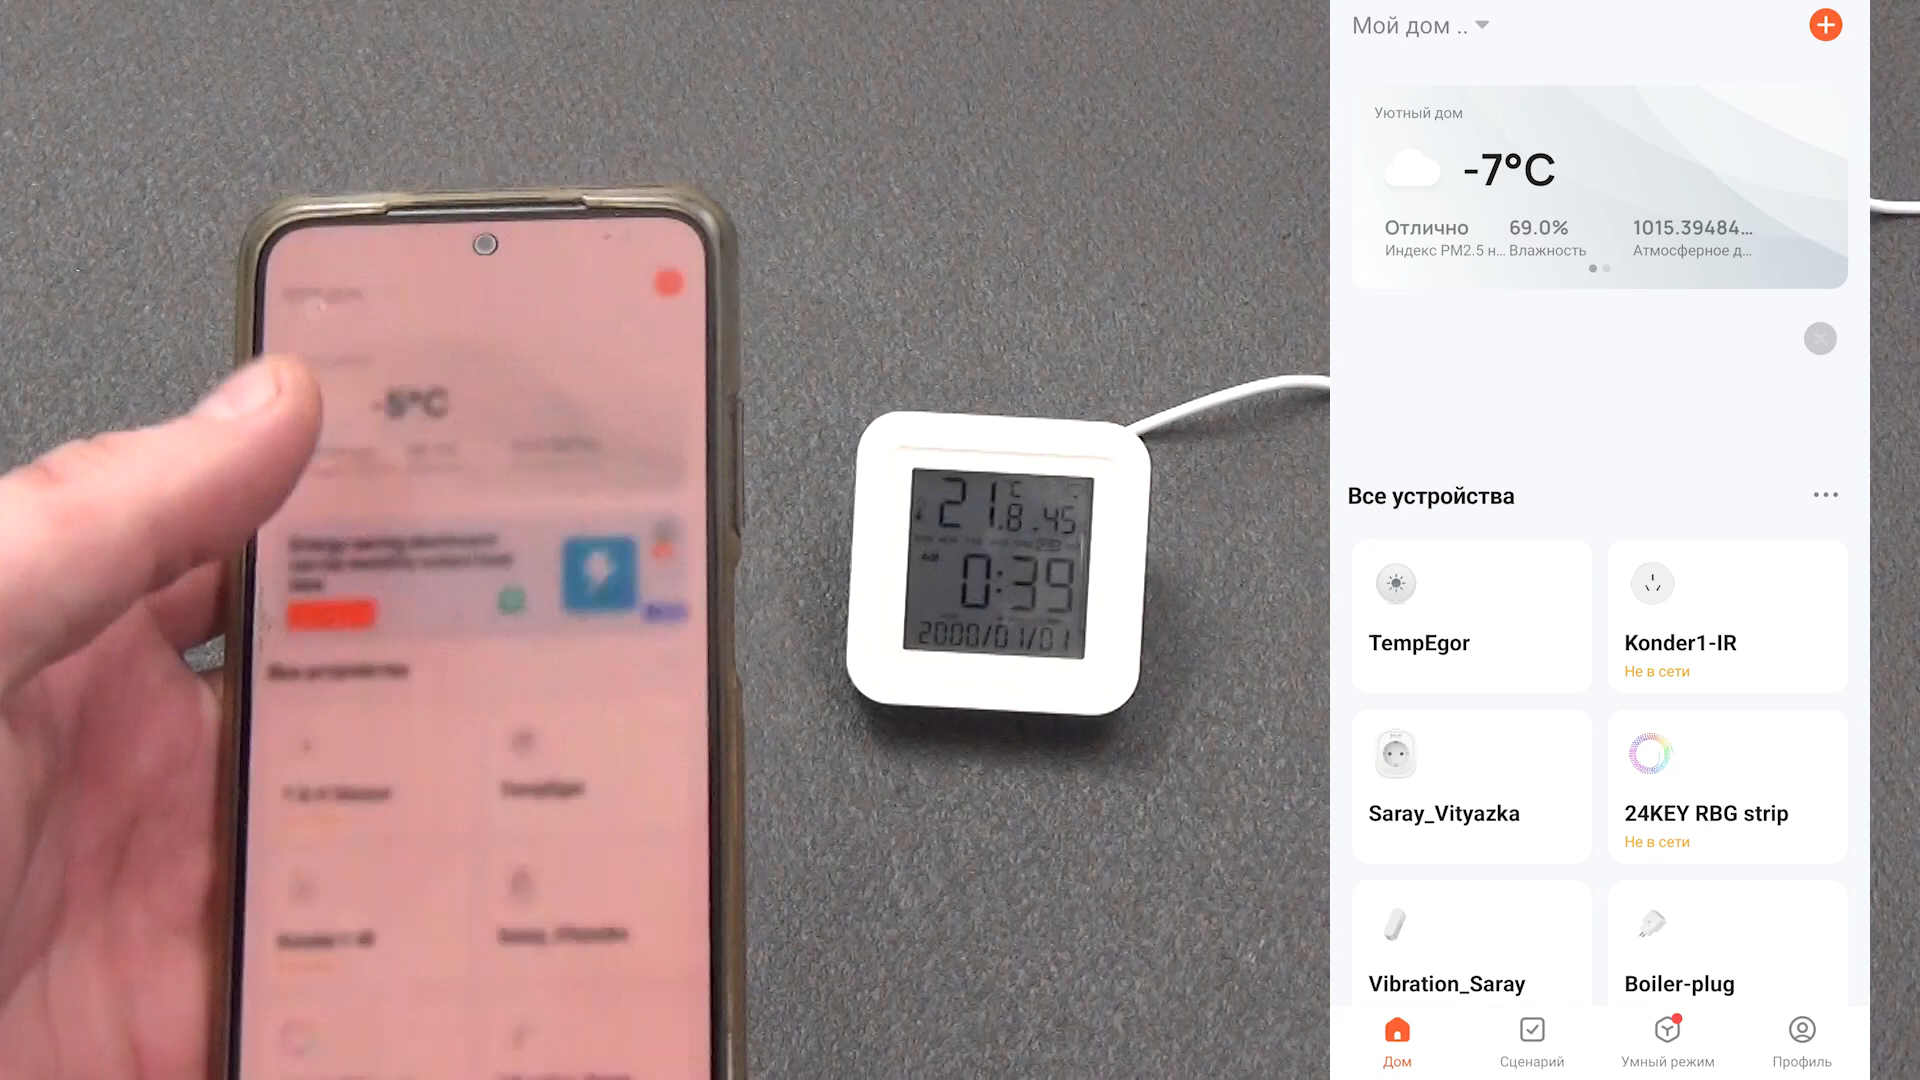 -5°C
21.8 C 45
0:39
2000/01/01
Мой дом ..
Уютный дом
-7°C
Отлично 69.0% 1015.39484...
Индекс PM2.5 н... Влажность Атмосферное д...
Все устройства
TempEgor
Konder1-IR
Не в сети
Saray_Vityazka
24KEY RBG strip
Не в сети
Vibration_Saray
Boiler-plug
Дом
Сценарий
Умный режим
Профиль